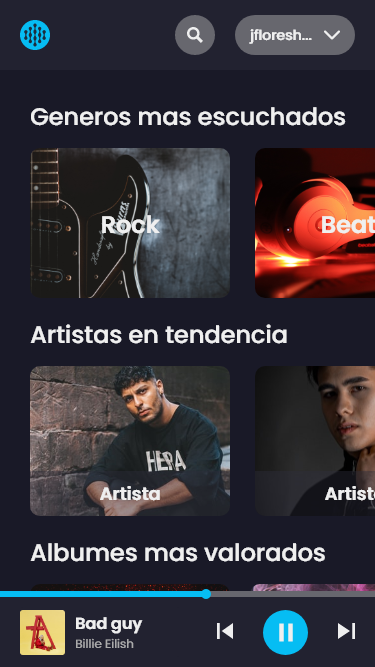 jfloresh...
Generos mas escuchados
Rock
Beat
Artistas en tendencia
HERA
Artista
Artist
Albumes mas valorados
Bad guy
Billie Eilish